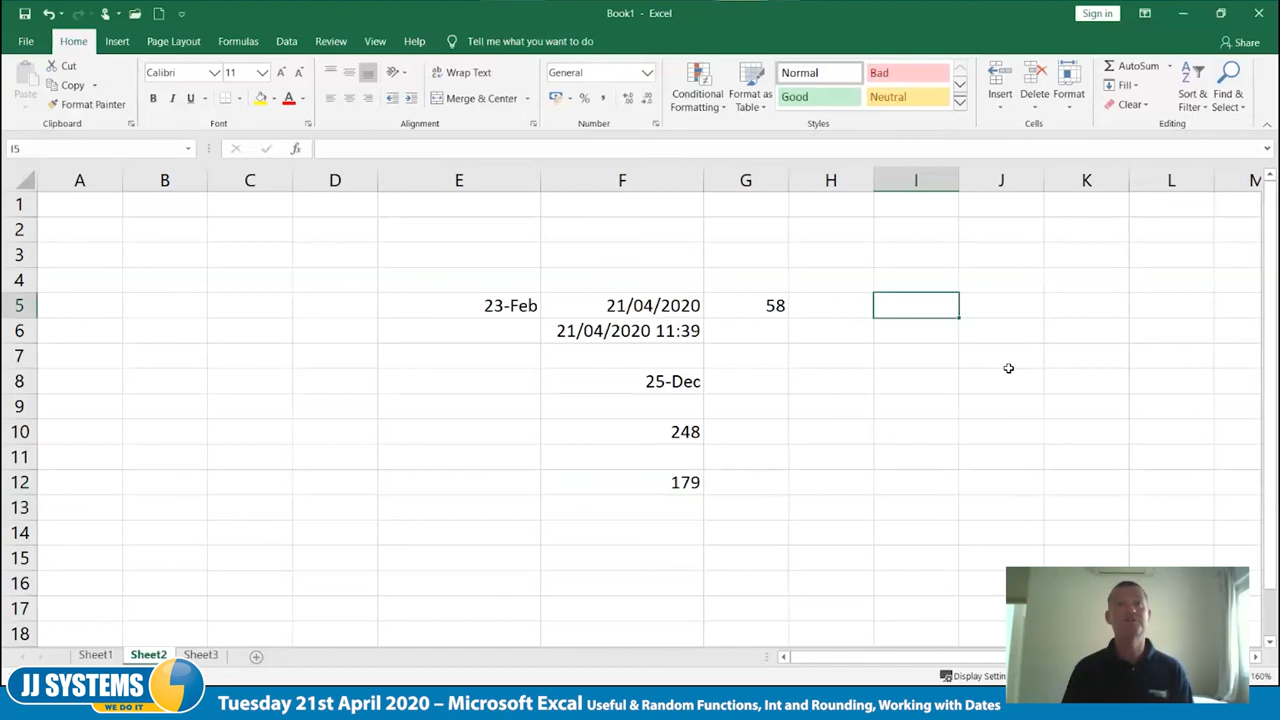 Book1 - Excel
Sign in
File Home Insert Page Layout Formulas Data Review View Help Tell me what you want to do Share
Paste
Cut
Copy
Format Painter
Clipboard
Calibri 11
B I U
Font
Wrap Text
Merge & Center
Alignment
General
%
Number
Conditional
Formatting
Format as
Table
Normal Bad
Good Neutral
Styles
Insert Delete Format
Cells
AutoSum
Fill
Clear
Sort &
Filter
Find &
Select
Editing
I5 fx
A B C D E F G H I J K L M
1
2
3
4
5 23-Feb 21/04/2020 58
6 21/04/2020 11:39
7
8 25-Dec
9
10 248
11
12 179
13
14
15
16
17
18
Sheet1 Sheet2 Sheet3
Display Settin 160%
JJ SYSTEMS
WE DO IT
Tuesday 21st April 2020 – Microsoft Excal Useful & Random Functions, Int and Rounding, Working with Dates